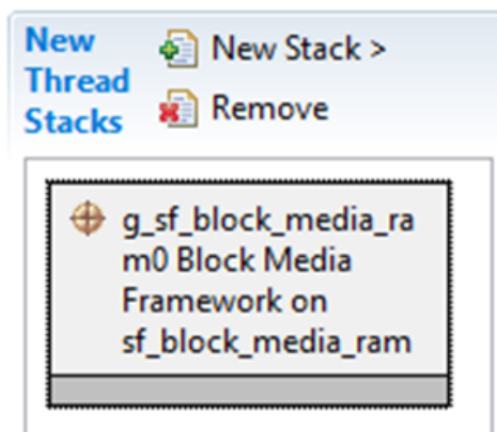 New
Thread
Stacks
New Stack >
Remove
g_sf_block_media_ra
m0 Block Media
Framework on
sf_block_media_ram